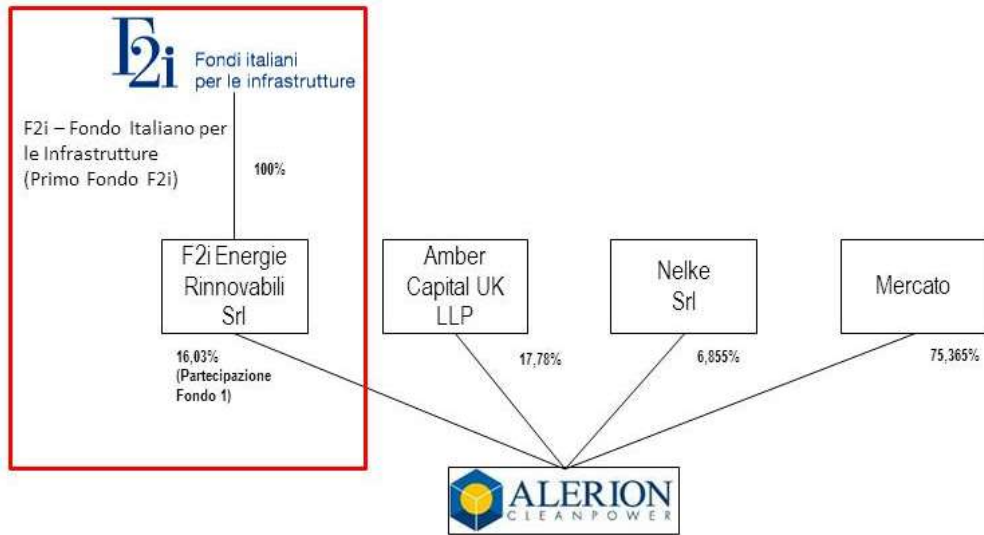 F2i Fondi italiani
per le infrastrutture
F2i – Fondo Italiano per
le Infrastrutture
(Primo Fondo F2i)
100%
F2i Energie
Rinnovabili
Srl
Amber
Capital UK
LLP
Nelke
Srl
Mercato
16,03%
(Partecipazione
Fondo 1)
17,78%
6,855%
75,365%
ALERION
CLEANPOWER